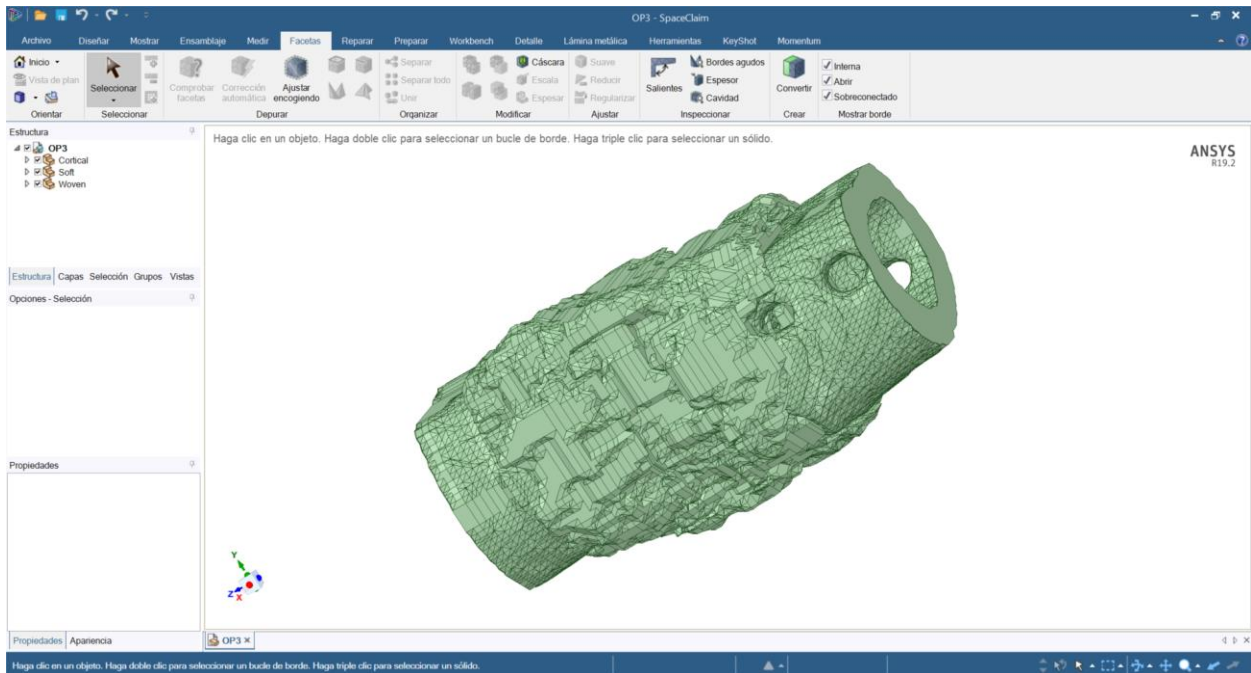 OP3 - SpaceClaim
Archivo Diseñar Mostrar Ensamblaje Medir Facetas Reparar Preparar Workbench Detalle Lámina metálica Herramientas KeyShot Momentum
Inicio
Vista de plan
Orientar
Seleccionar
Seleccionar
Comprobar facetas
Corrección automática
Ajustar encogiendo
Depurar
Separar
Separar todo
Unir
Organizar
Cáscara
Escala
Espesar
Modificar
Suave
Reducir
Regularizar
Ajustar
Salientes
Bordes agudos
Espesor
Cavidad
Inspeccionar
Convertir
Crear
Interna
Abrir
Sobreconectado
Mostrar borde
Estructura
OP3
Cortical
Soft
Woven
Estructura Capas Selección Grupos Vistas
Opciones - Selección
Propiedades
Propiedades Apariencia
Haga clic en un objeto. Haga doble clic para seleccionar un bucle de borde. Haga triple clic para seleccionar un sólido.
ANSYS
R19.2
Y
Z
X
OP3
Haga clic en un objeto. Haga doble clic para seleccionar un bucle de borde. Haga triple clic para seleccionar un sólido.